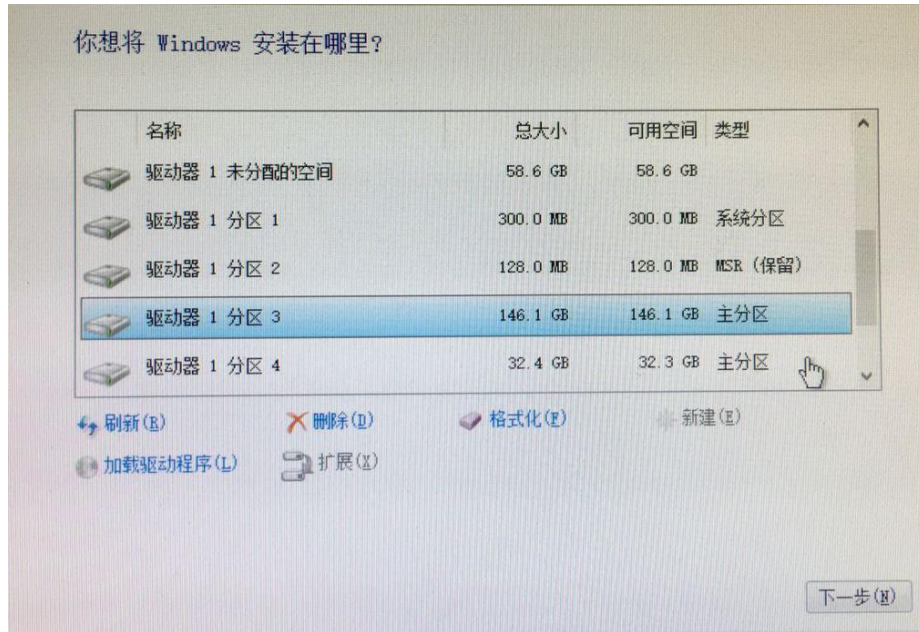 你想将 Windows 安装在哪里?
名称 总大小 可用空间 类型
驱动器 1 未分配的空间 58.6 GB 58.6 GB
驱动器 1 分区 1 300.0 MB 300.0 MB 系统分区
驱动器 1 分区 2 128.0 MB 128.0 MB MSR (保留)
驱动器 1 分区 3 146.1 GB 146.1 GB 主分区
驱动器 1 分区 4 32.4 GB 32.3 GB 主分区
刷新(R) 删除(D) 格式化(F) 新建(E)
加载驱动程序(L) 扩展(X)
下一步(N)